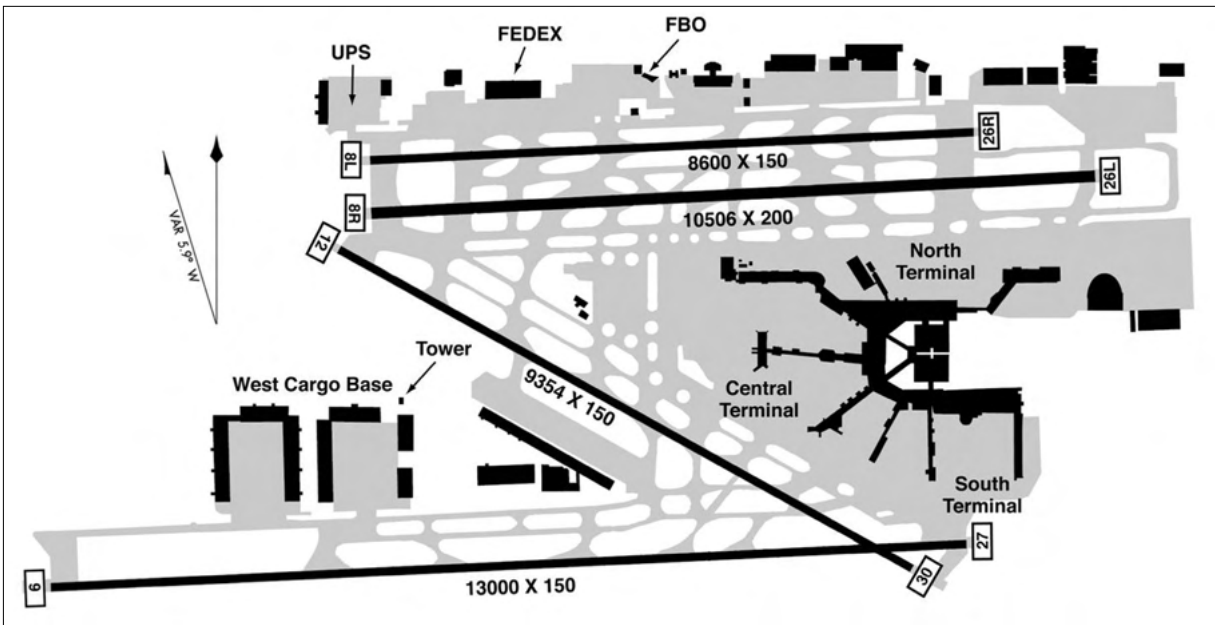 UPS
FEDEX
FBO
VAR 5.9° W
8L
26R
8600 X 150
8R
26L
10506 X 200
12
North
Terminal
Tower
West Cargo Base
9354 X 150
Central
Terminal
South
Terminal
9
27
13000 X 150
30